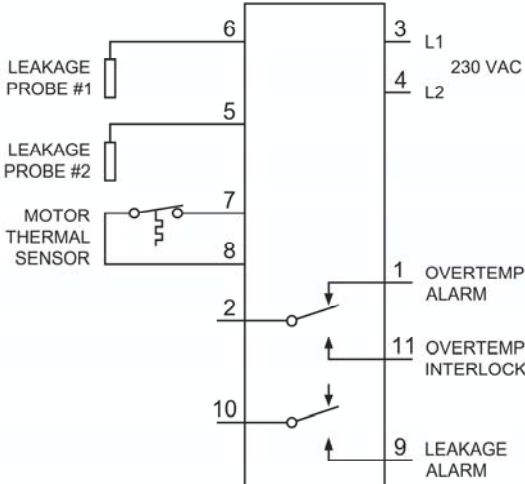 6
3
L1
LEAKAGE
PROBE #1
230 VAC
4
L2
5
LEAKAGE
PROBE #2
7
MOTOR
THERMAL
SENSOR
8
1
OVERTEMP
ALARM
2
11
OVERTEMP
INTERLOCK
10
9
LEAKAGE
ALARM